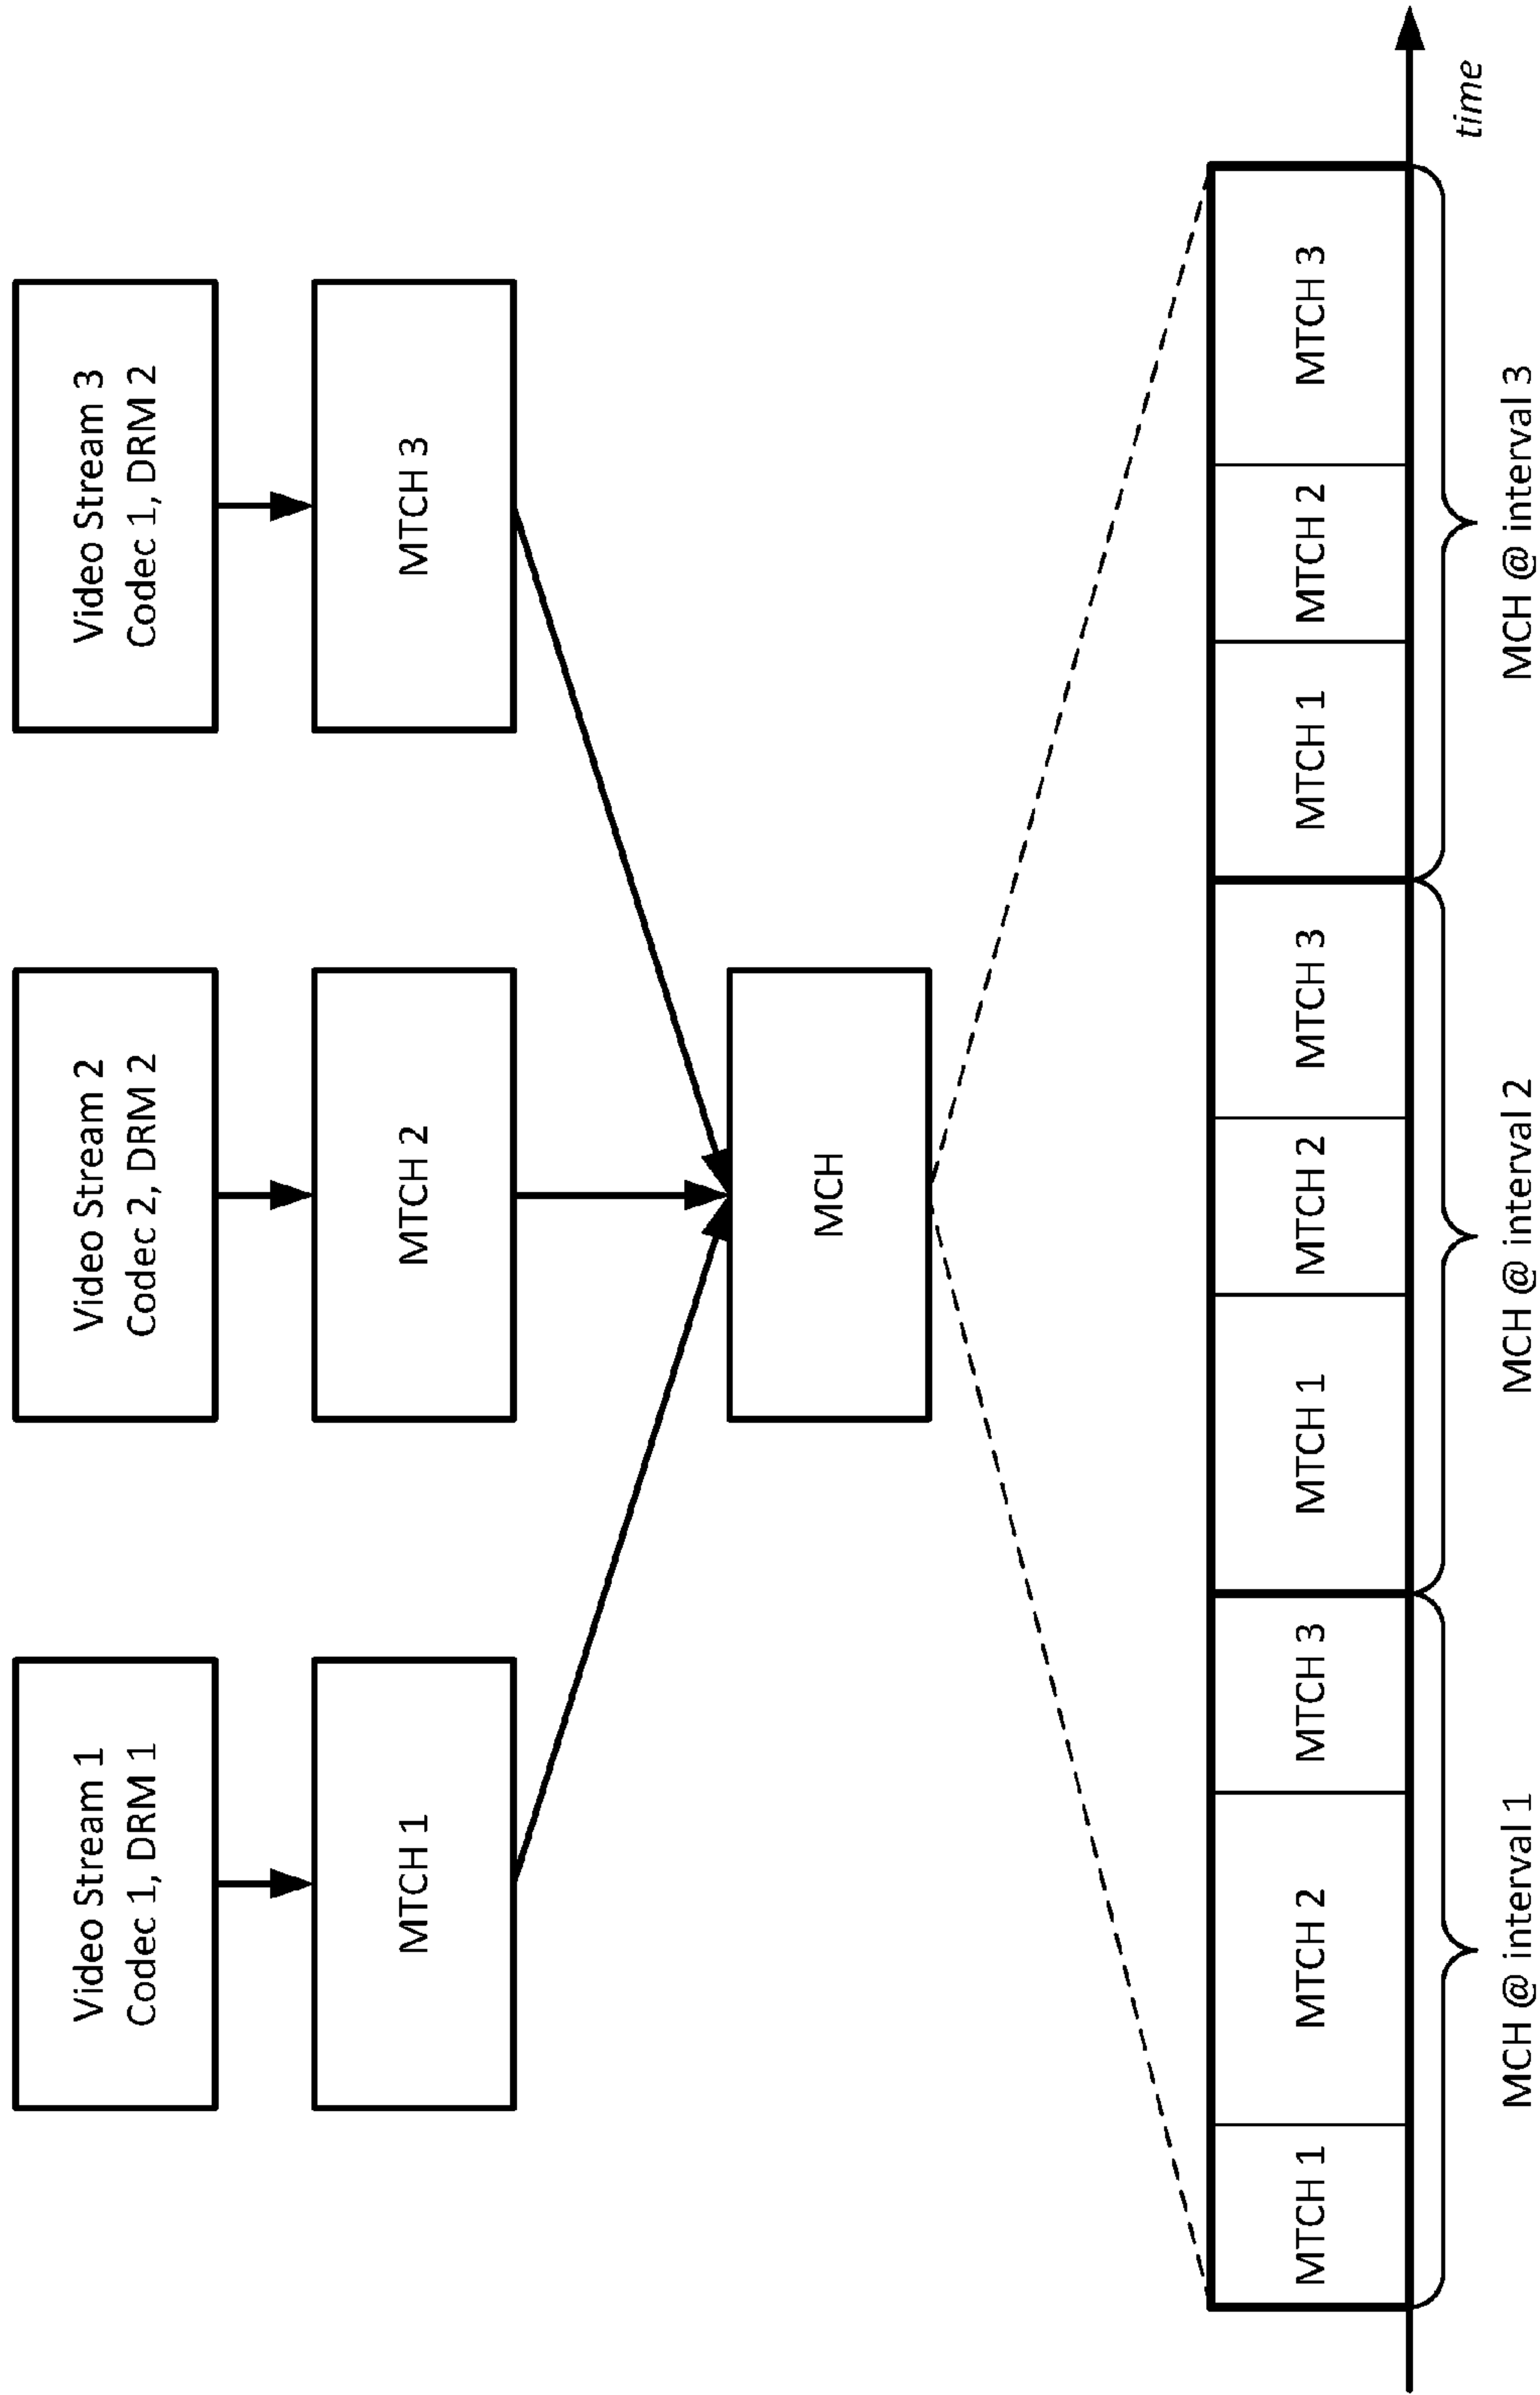 Video Stream 1
Codec 1, DRM 1
Video Stream 2
Codec 2, DRM 2
Video Stream 3
Codec 1, DRM 2
MTCH 1
MTCH 2
MTCH 3
MCH
MTCH 1
MTCH 2
MTCH 3
MTCH 1
MTCH 2
MTCH 3
MTCH 1
MTCH 2
MTCH 3
time
MCH @ interval 1
MCH @ interval 2
MCH @ interval 3